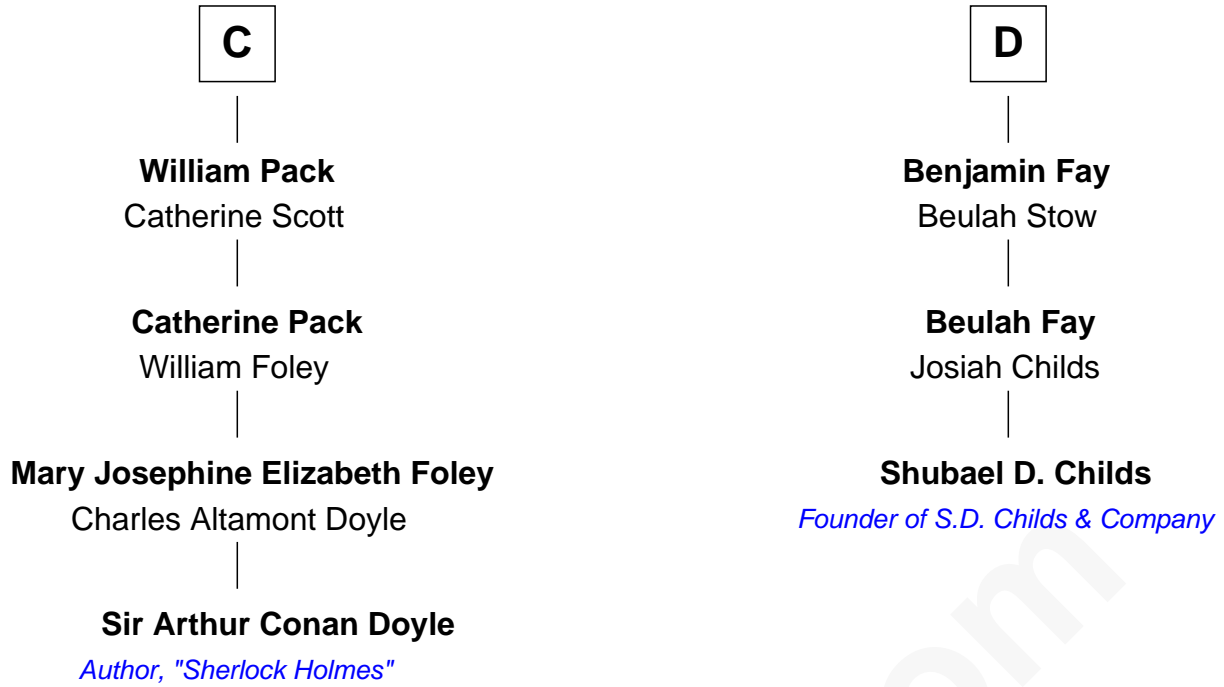 C
William Pack
Catherine Scott
Catherine Pack
William Foley
Mary Josephine Elizabeth Foley
Charles Altamont Doyle
Sir Arthur Conan Doyle
Author, "Sherlock Holmes"
D
Benjamin Fay
Beulah Stow
Beulah Fay
Josiah Childs
Shubael D. Childs
Founder of S.D. Childs & Company
om